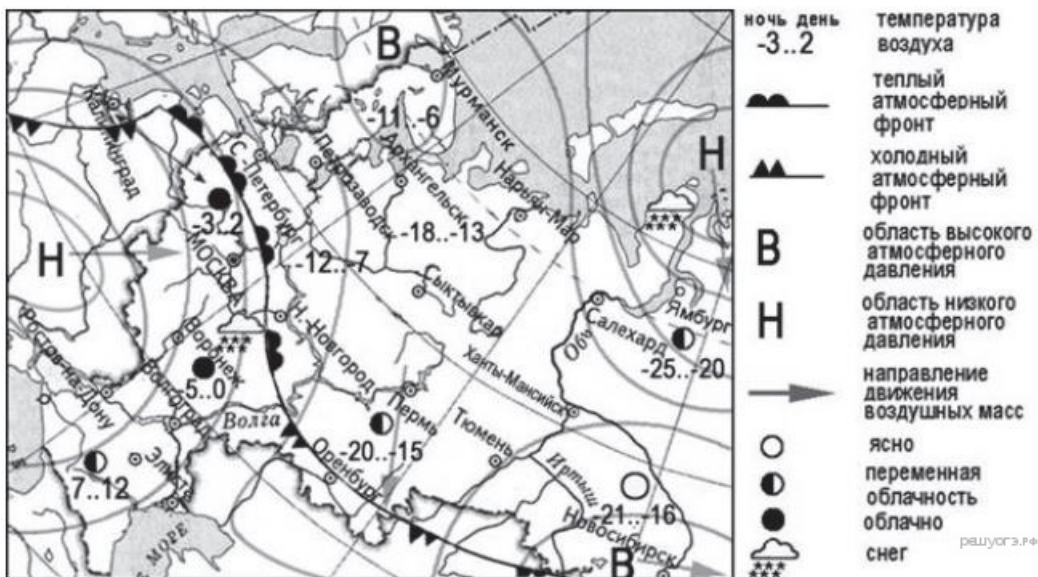 В
Мурманск
-11..-6
Калининград
С.-Петербург
Петрозаводск
Архангельск
Нарьян-Мар
Н
-3..2
-18..-13
Н
МОСКВА
-12..-7
Сыктывкар
Ямбург
Салехард
Обь
-25..-20
Н.-Новгород
Воронеж
Ростов-на-Дону
Волгоград
5..0
Волга
Ханты-Мансийск
Пермь
Тюмень
-20..-15
Иртыш
Оренбург
Элиста
7..12
-21..-16
Новосибирск
МОРЕ
В
ночь день
-3..2
температура
воздуха
теплый
атмосферный
фронт
холодный
атмосферный
фронт
В
область высокого
атмосферного
давления
Н
область низкого
атмосферного
давления
направление
движения
воздушных масс
ясно
переменная
облачность
облачно
снег
решуогэ.рф